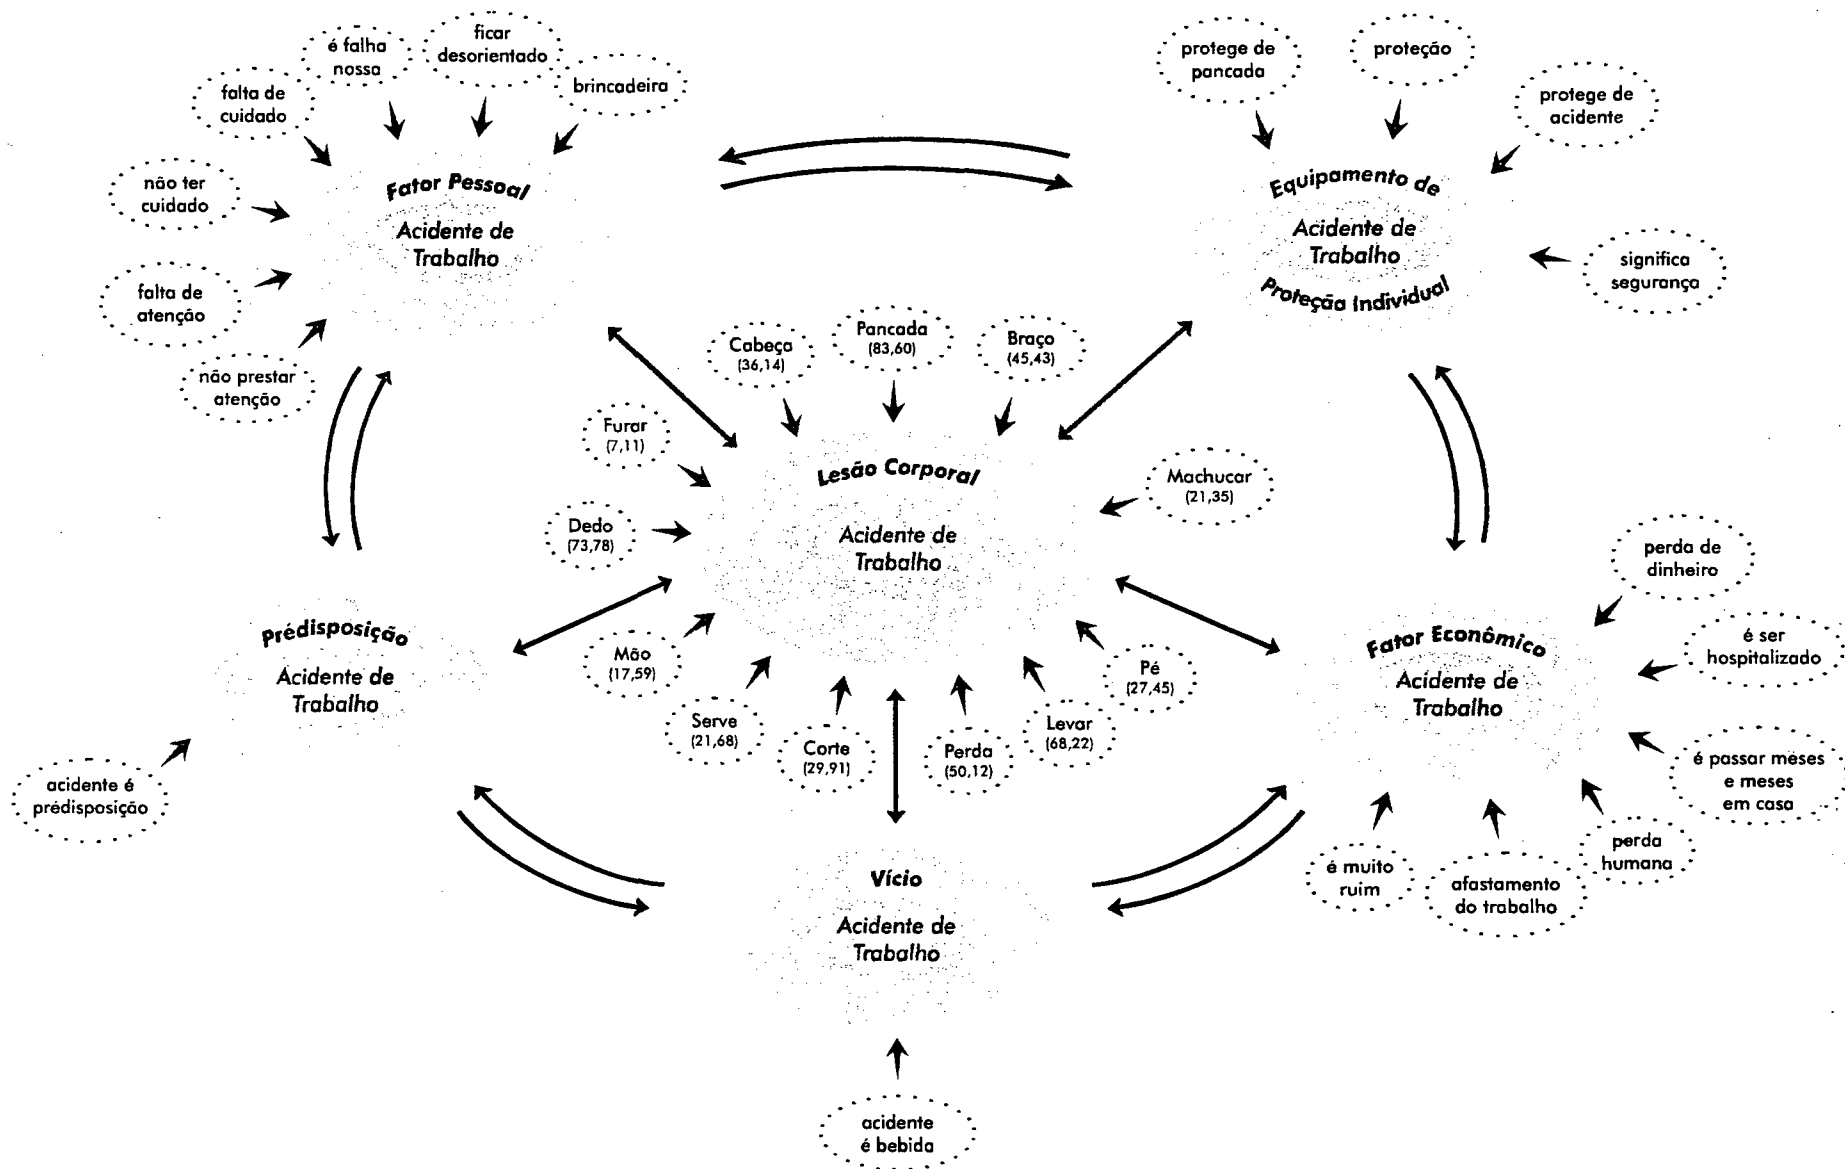 é falha
nossa
ficar
desorientado
brincadeira
falta de
cuidado
não ter
cuidado
falta de
atenção
não prestar
atenção
Fator Pessoal
Acidente de
Trabalho
protege de
pancada
proteção
protege de
acidente
significa
segurança
Equipamento de
Acidente de
Trabalho
Proteção Individual
Cabeça
(36,14)
Pancada
(83,60)
Braço
(45,43)
Furar
(7,11)
Machucar
(21,35)
Dedo
(73,78)
Lesão Corporal
Acidente de
Trabalho
Mão
(17,59)
Serve
(21,68)
Corte
(29,91)
Perda
(50,12)
Levar
(68,22)
Pé
(27,45)
Prédisposição
Acidente de
Trabalho
acidente é
prédisposição
Fator Econômico
Acidente de
Trabalho
perda de
dinheiro
é ser
hospitalizado
é passar mêses
e meses
em casa
perda
humana
afastamento
do trabalho
é muito
ruim
Vício
Acidente de
Trabalho
acidente
é bebida